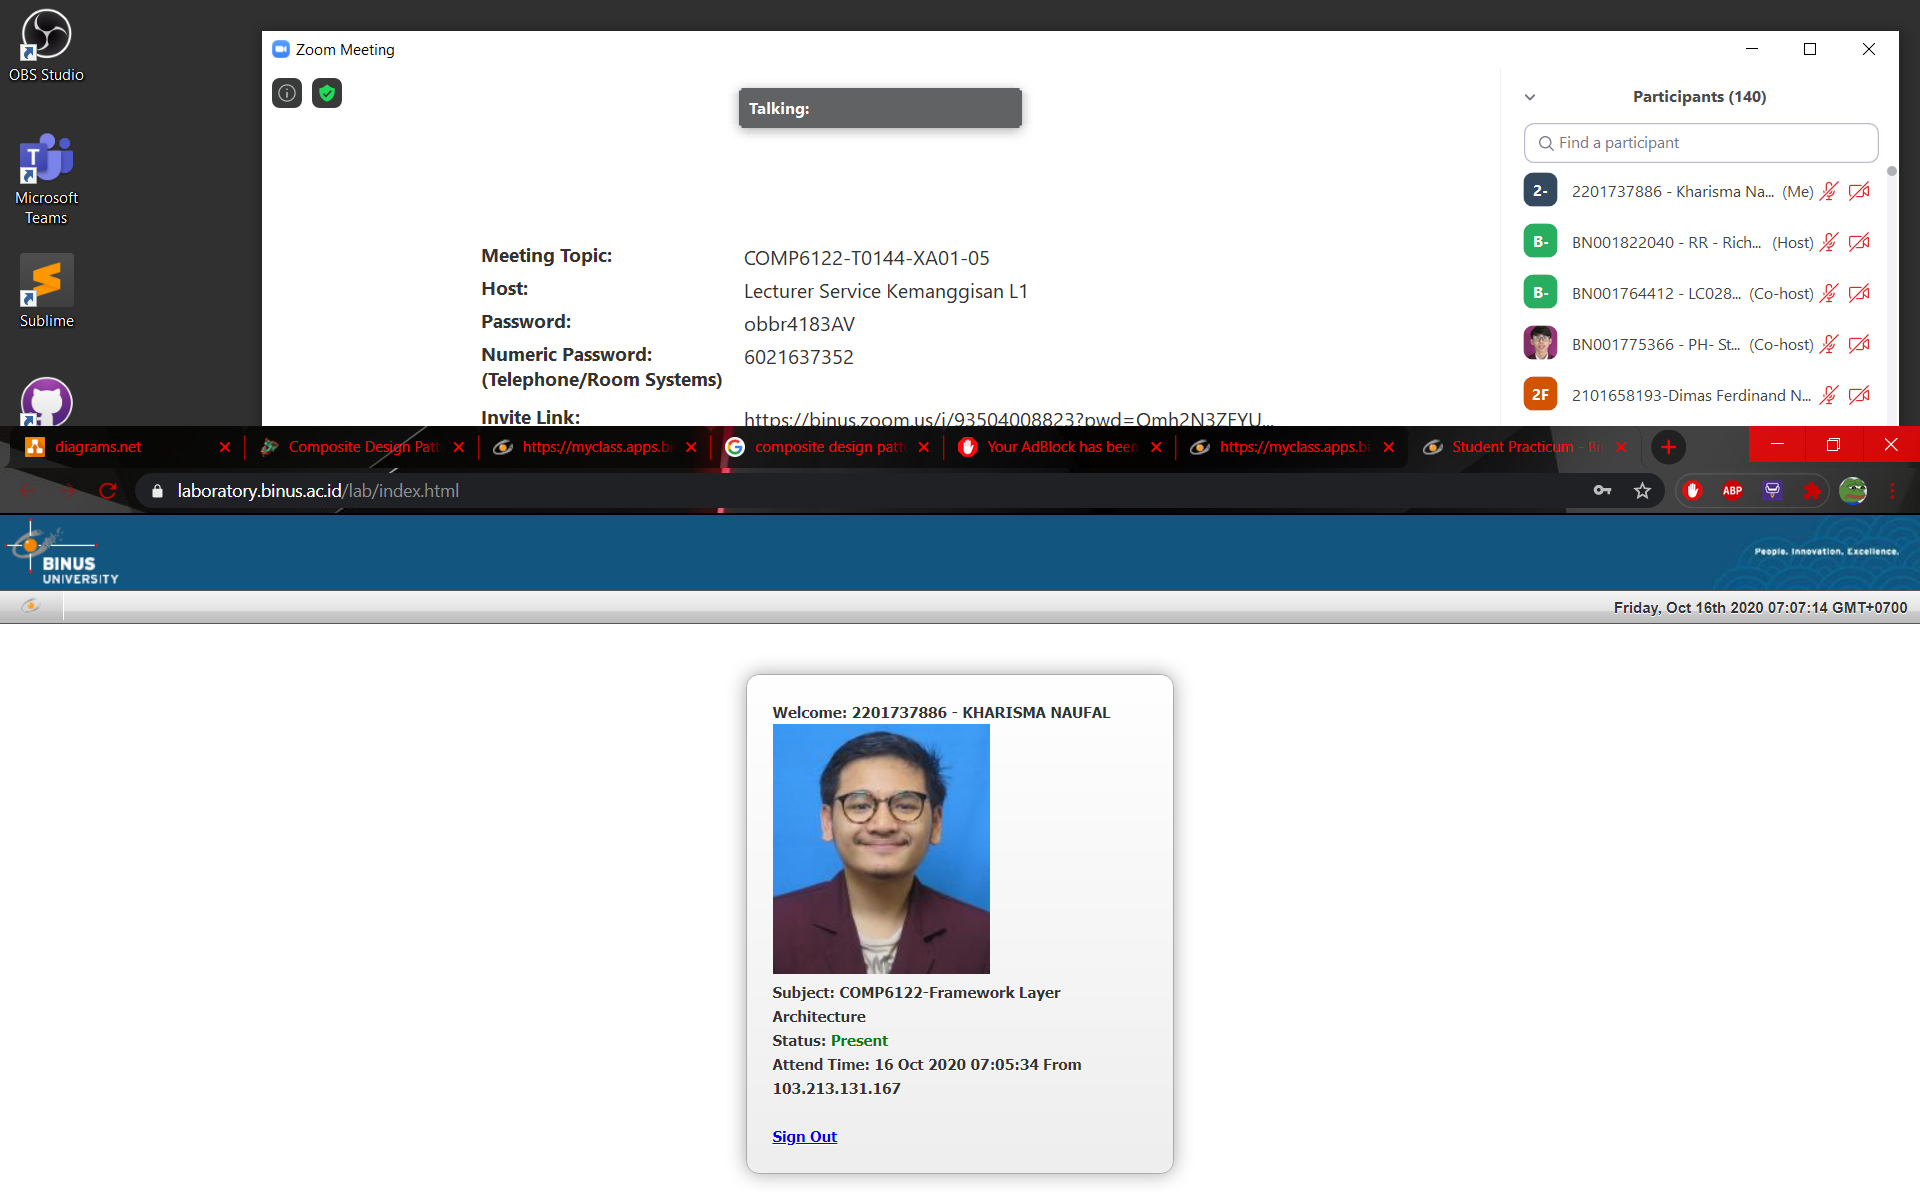 OBS Studio
Microsoft
Teams
Sublime
Zoom Meeting
Talking:
Meeting Topic: COMP6122-T0144-XA01-05
Host: Lecturer Service Kemanggisan L1
Password: obbr4183AV
Numeric Password: 6021637352
(Telephone/Room Systems)
Invite Link: https://binus.zoom.us/j/93504008823?pwd=Qmh2N3ZFYU...
Participants (140)
Find a participant
2- 2201737886 - Kharisma Na... (Me)
B- BN001822040 - RR - Rich... (Host)
B- BN001764412 - LC028... (Co-host)
BN001775366 - PH- St... (Co-host)
2F 2101658193-Dimas Ferdinand N...
diagrams.net
Composite Design Patt
https://myclass.apps.bi
composite design patt
Your AdBlock has been
https://myclass.apps.bi
Student Practicum - Bi
laboratory.binus.ac.id/lab/index.html
ABP
BINUS
UNIVERSITY
People. Innovation. Excellence.
Friday, Oct 16th 2020 07:07:14 GMT+0700
Welcome: 2201737886 - KHARISMA NAUFAL
Subject: COMP6122-Framework Layer
Architecture
Status: Present
Attend Time: 16 Oct 2020 07:05:34 From
103.213.131.167
Sign Out